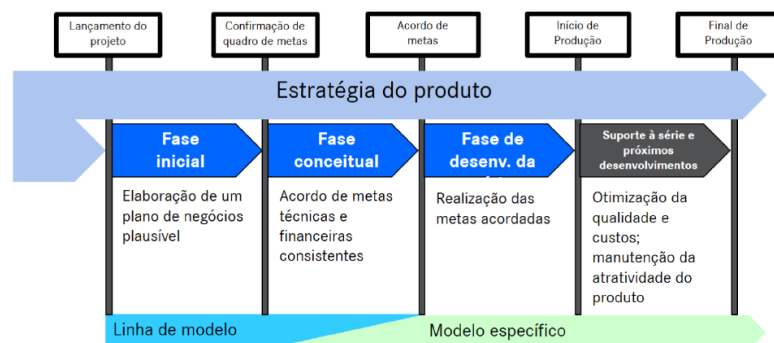 Lançamento do
projeto
Confirmação de
quadro de metas
Acordo de
metas
Início de
Produção
Final de
Produção
Estratégia do produto
Fase
inicial
Fase
conceitual
Fase de
desenv. da
Suporte à série e
próximos
desenvolvimentos
Elaboração de um
plano de negócios
plausível
Acordo de metas
técnicas e
financeiras
consistentes
Realização das
metas acordadas
Otimização da
qualidade e
custos;
manutenção da
atratividade do
produto
Linha de modelo
Modelo específico